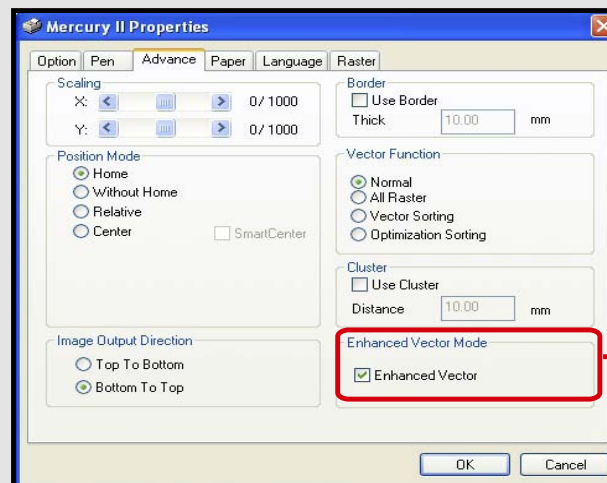 Mercury II Properties
Option Pen Advance Paper Language Raster
Scaling
X: 0/1000
Y: 0/1000
Position Mode
Home
Without Home
Relative
Center SmartCenter
Image Output Direction
Top To Bottom
Bottom To Top
Border
Use Border
Thick 10.00 mm
Vector Function
Normal
All Raster
Vector Sorting
Optimization Sorting
Cluster
Use Cluster
Distance 10.00 mm
Enhanced Vector Mode
Enhanced Vector
OK Cancel